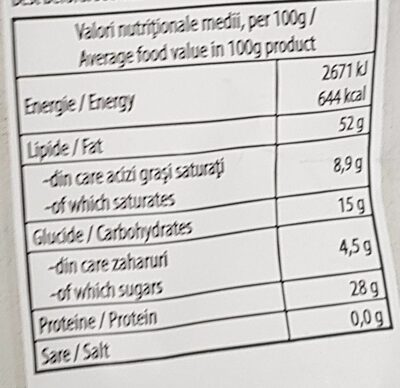 Valori nutriționale medii, per 100g /
Average food value in 100g product
Energie / Energy
2671 kJ
644 kcal
Lipide / Fat
52 g
-din care acizi grași saturați
-of which saturates
8,9 g
Glucide / Carbohydrates
15 g
-din care zaharuri
-of which sugars
4,5 g
Proteine / Protein
28 g
Sare / Salt
0,0 g